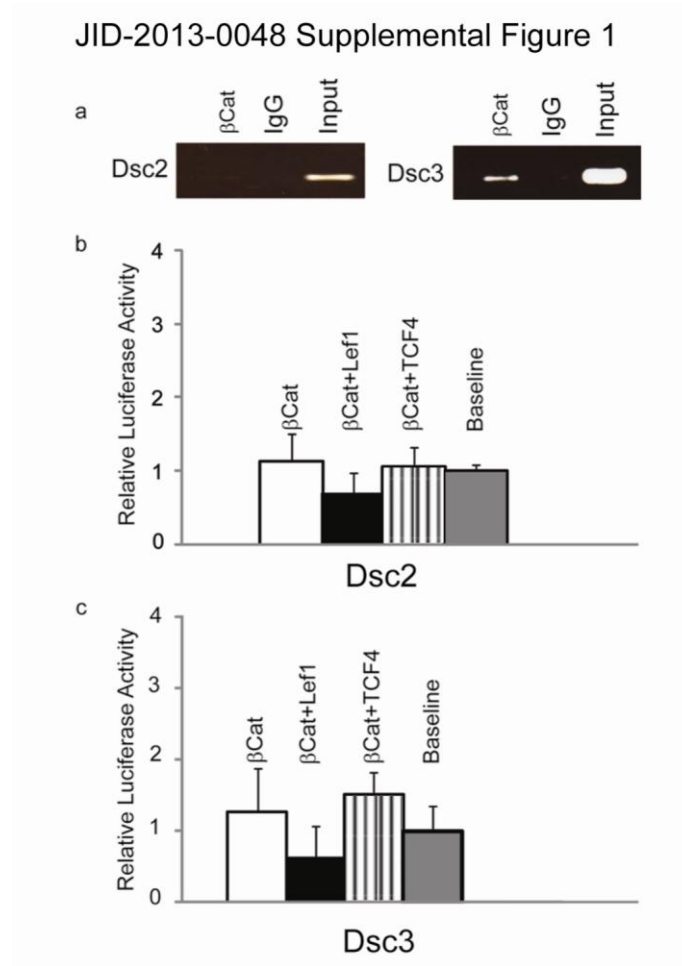 JID-2013-0048 Supplemental Figure 1
a
βCat IgG Input
Dsc2
βCat IgG Input
Dsc3
b
Relative Luciferase Activity
4
3
2
1
0
βCat
βCat+Lef1
βCat+TCF4
Baseline
Dsc2
c
Relative Luciferase Activity
4
3
2
1
0
βCat
βCat+Lef1
βCat+TCF4
Baseline
Dsc3